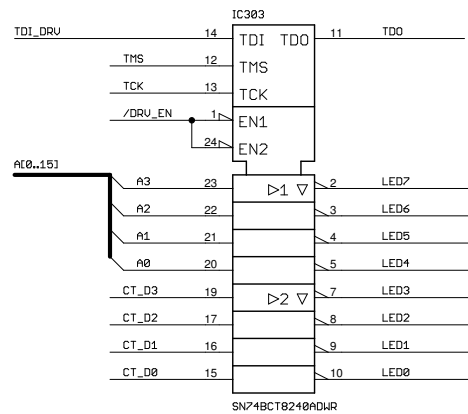 IC303
TDI_DRV 14 TDI TDO 11 TDO
TMS 12 TMS
TCK 13 TCK
/DRV_EN 1 EN1
24 EN2
A[0..15]
A3 23 ▷1 ▽ 2 LED7
A2 22 3 LED6
A1 21 4 LED5
A0 20 5 LED4
CT_D3 19 ▷2 ▽ 7 LED3
CT_D2 17 8 LED2
CT_D1 16 9 LED1
CT_D0 15 10 LED0
SN74BCT8240ADWR